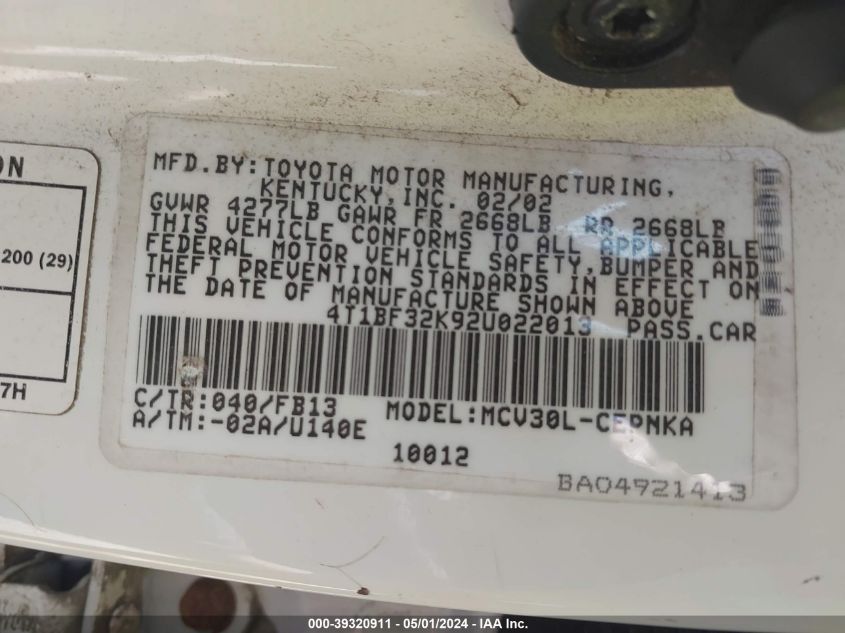 ON
200 (29)
7H
MFD.BY:TOYOTA MOTOR MANUFACTURING,
KENTUCKY,INC. 02/02
GVWR 4277LB GAWR FR 2668LB RR 2668LB
THIS VEHICLE CONFORMS TO ALL APPLICABLE
FEDERAL MOTOR VEHICLE SAFETY,BUMPER AND
THEFT PREVENTION STANDARDS IN EFFECT ON
THE DATE OF MANUFACTURE SHOWN ABOVE
4T1BF32K92U022013 PASS.CAR
C/TR:040/FB13 MODEL:MCV30L-CEPNKA
A/TM:-02A/U140E
10012
BA04921413
000-39320911 - 05/01/2024 - IAA Inc.